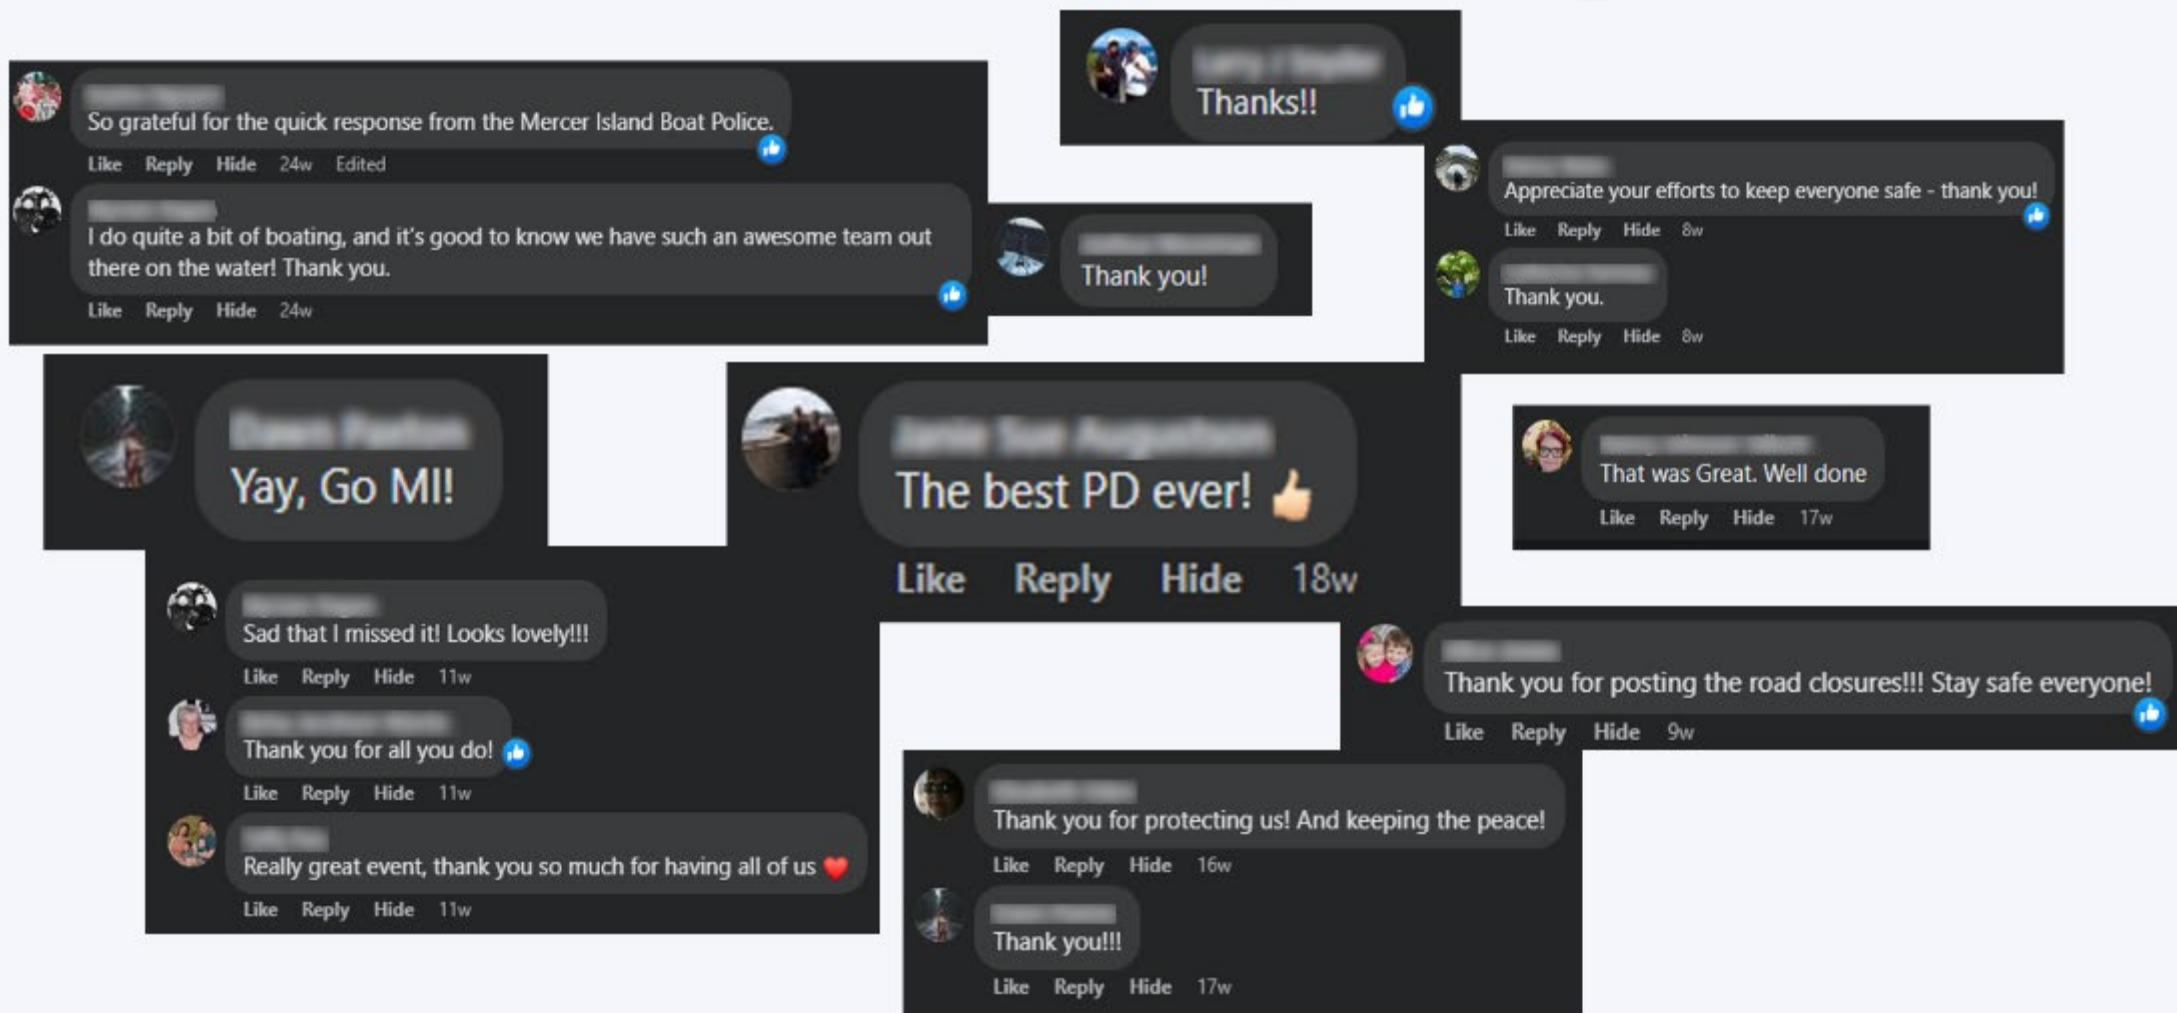 So grateful for the quick response from the Mercer Island Boat Police.
Like Reply Hide 24w Edited
I do quite a bit of boating, and it's good to know we have such an awesome team out
there on the water! Thank you.
Like Reply Hide 24w
Thanks!!
Thank you!
Appreciate your efforts to keep everyone safe - thank you!
Like Reply Hide 8w
Thank you.
Like Reply Hide 8w
Yay, Go MI!
The best PD ever! 👍🏻
Like Reply Hide 18w
That was Great. Well done
Like Reply Hide 17w
Sad that I missed it! Looks lovely!!!
Like Reply Hide 11w
Thank you for all you do!
Like Reply Hide 11w
Really great event, thank you so much for having all of us ❤️
Like Reply Hide 11w
Thank you for posting the road closures!!! Stay safe everyone!
Like Reply Hide 9w
Thank you for protecting us! And keeping the peace!
Like Reply Hide 16w
Thank you!!!
Like Reply Hide 17w